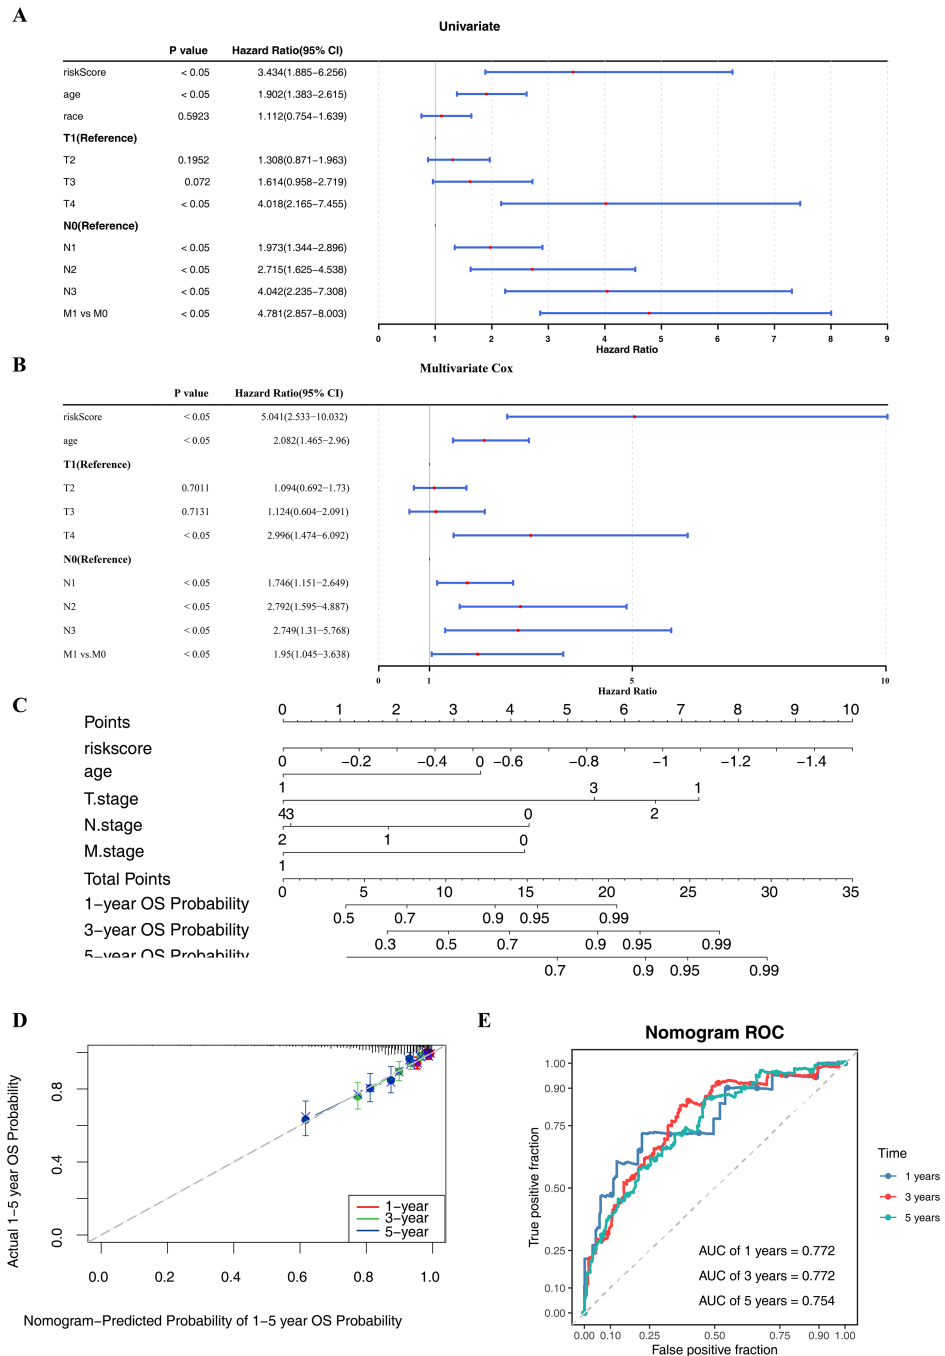 A
Univariate
P value Hazard Ratio(95% CI)
riskScore < 0.05 3.434(1.885−6.256)
age < 0.05 1.902(1.383−2.615)
race 0.5923 1.112(0.754−1.639)
T1(Reference)
T2 0.1952 1.308(0.871−1.963)
T3 0.072 1.614(0.958−2.719)
T4 < 0.05 4.018(2.165−7.455)
N0(Reference)
N1 < 0.05 1.973(1.344−2.896)
N2 < 0.05 2.715(1.625−4.538)
N3 < 0.05 4.042(2.235−7.308)
M1 vs M0 < 0.05 4.781(2.857−8.003)
0 1 2 3 4 5 6 7 8 9
Hazard Ratio
B
Multivariate Cox
P value Hazard Ratio(95% CI)
riskScore < 0.05 5.041(2.533−10.032)
age < 0.05 2.082(1.465−2.96)
T1(Reference)
T2 0.7011 1.094(0.692−1.73)
T3 0.7131 1.124(0.604−2.091)
T4 < 0.05 2.996(1.474−6.092)
N0(Reference)
N1 < 0.05 1.746(1.151−2.649)
N2 < 0.05 2.792(1.595−4.887)
N3 < 0.05 2.749(1.31−5.768)
M1 vs.M0 < 0.05 1.95(1.045−3.638)
0 1 5 10
Hazard Ratio
C
Points 0 1 2 3 4 5 6 7 8 9 10
riskscore
0 −0.2 −0.4 −0.6 −0.8 −1 −1.2 −1.4
age 0
1 3 1
T.stage
43 2 0
N.stage
2 1 0
M.stage
1
Total Points
0 5 10 15 20 25 30 35
1−year OS Probability
0.5 0.7 0.9 0.95 0.99
3−year OS Probability
0.3 0.5 0.7 0.9 0.95 0.99
5−year OS Probability
0.7 0.9 0.95 0.99
D
Actual 1−5 year OS Probability
0.0 0.4 0.8
1−year
3−year
5−year
0.0 0.2 0.4 0.6 0.8 1.0
Nomogram−Predicted Probability of 1−5 year OS Probability
E
Nomogram ROC
True positive fraction
1.00
0.90
0.75
0.50
0.25
0.10
0.00
AUC of 1 years = 0.772
AUC of 3 years = 0.772
AUC of 5 years = 0.754
0.00 0.10 0.25 0.50 0.75 0.90 1.00
False positive fraction
Time
1 years
3 years
5 years